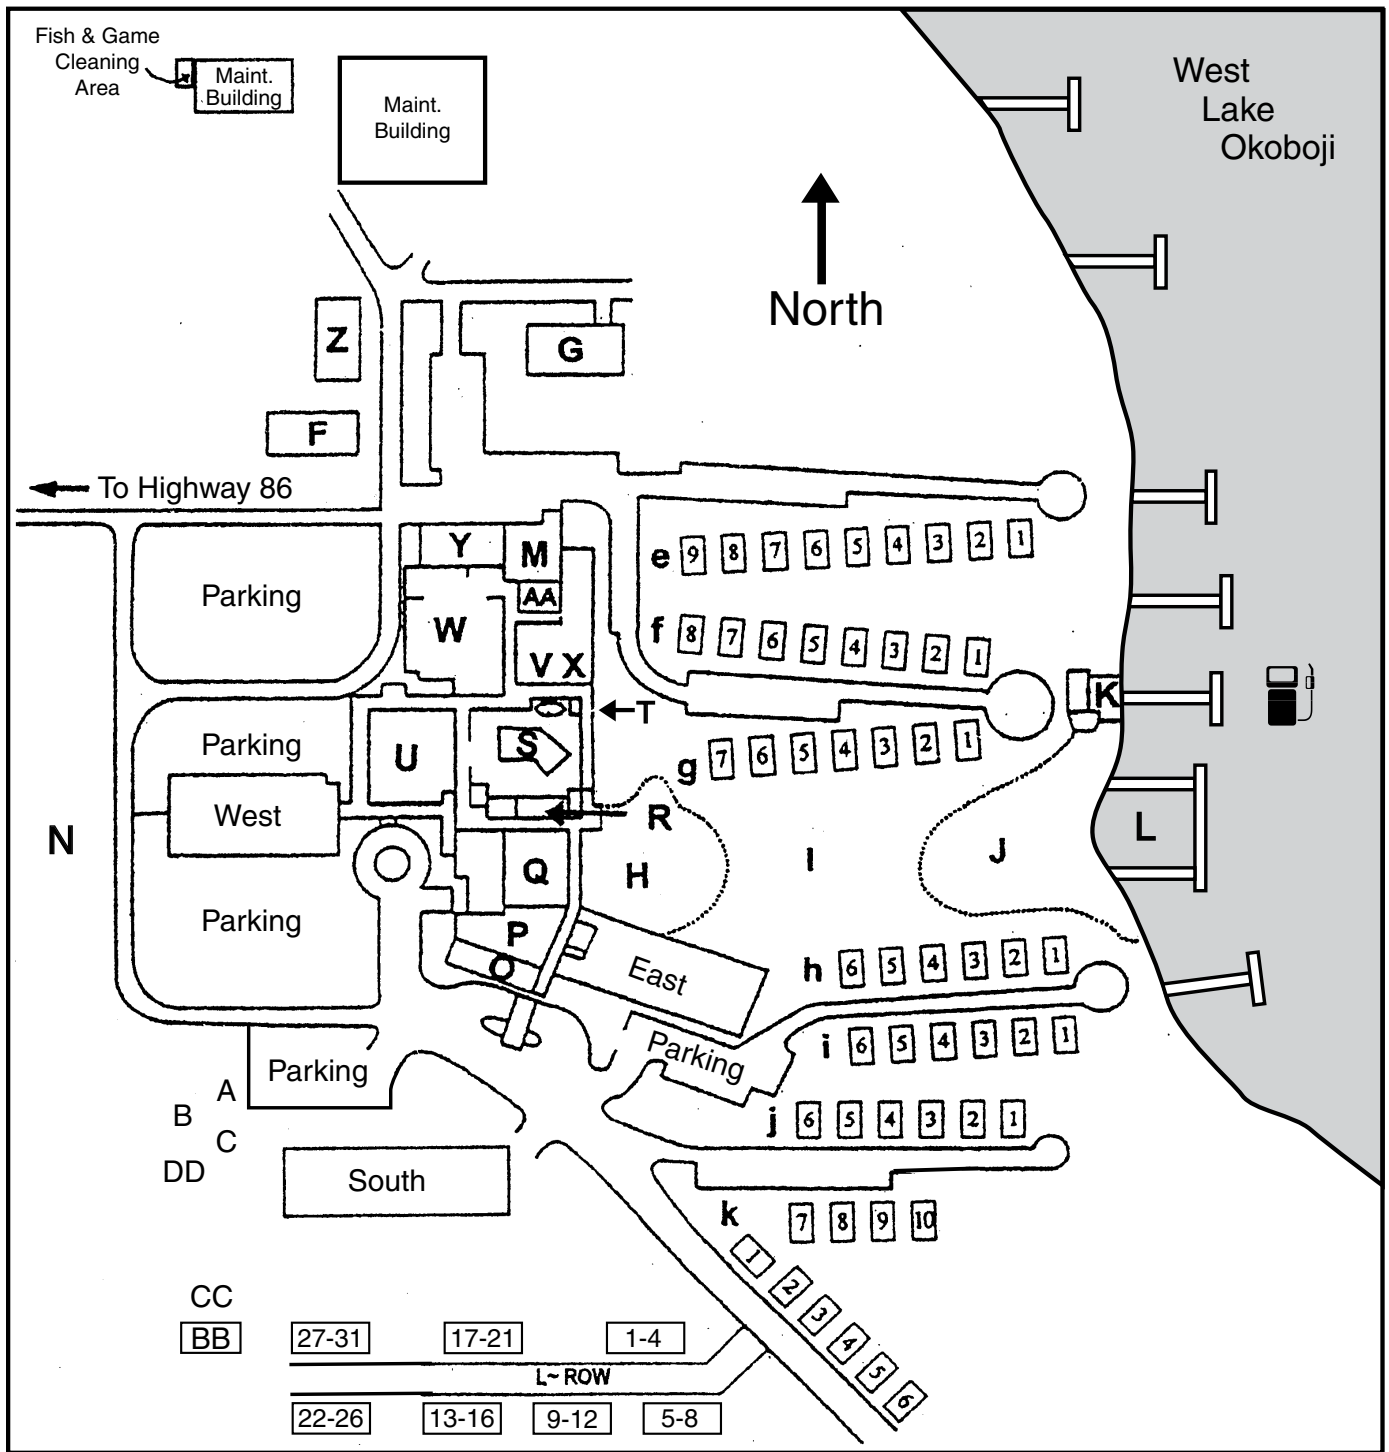 Fish & Game
Cleaning
Area
Maint.
Building
Maint.
Building
West
Lake
Okoboji
North
Z
G
F
To Highway 86
Y
M
AA
W
V X
Parking
e 9 8 7 6 5 4 3 2 1
f 8 7 6 5 4 3 2 1
K
T
Parking
U
S
g 7 6 5 4 3 2 1
West
R
N
L
H
I
J
Q
Parking
P
O
East
h 6 5 4 3 2 1
i 6 5 4 3 2 1
Parking
Parking
A
B
C
DD
j 6 5 4 3 2 1
South
k 7 8 9 10
1 2 3 4 5 6
CC
BB 27-31 17-21 1-4
L~ ROW
22-26 13-16 9-12 5-8